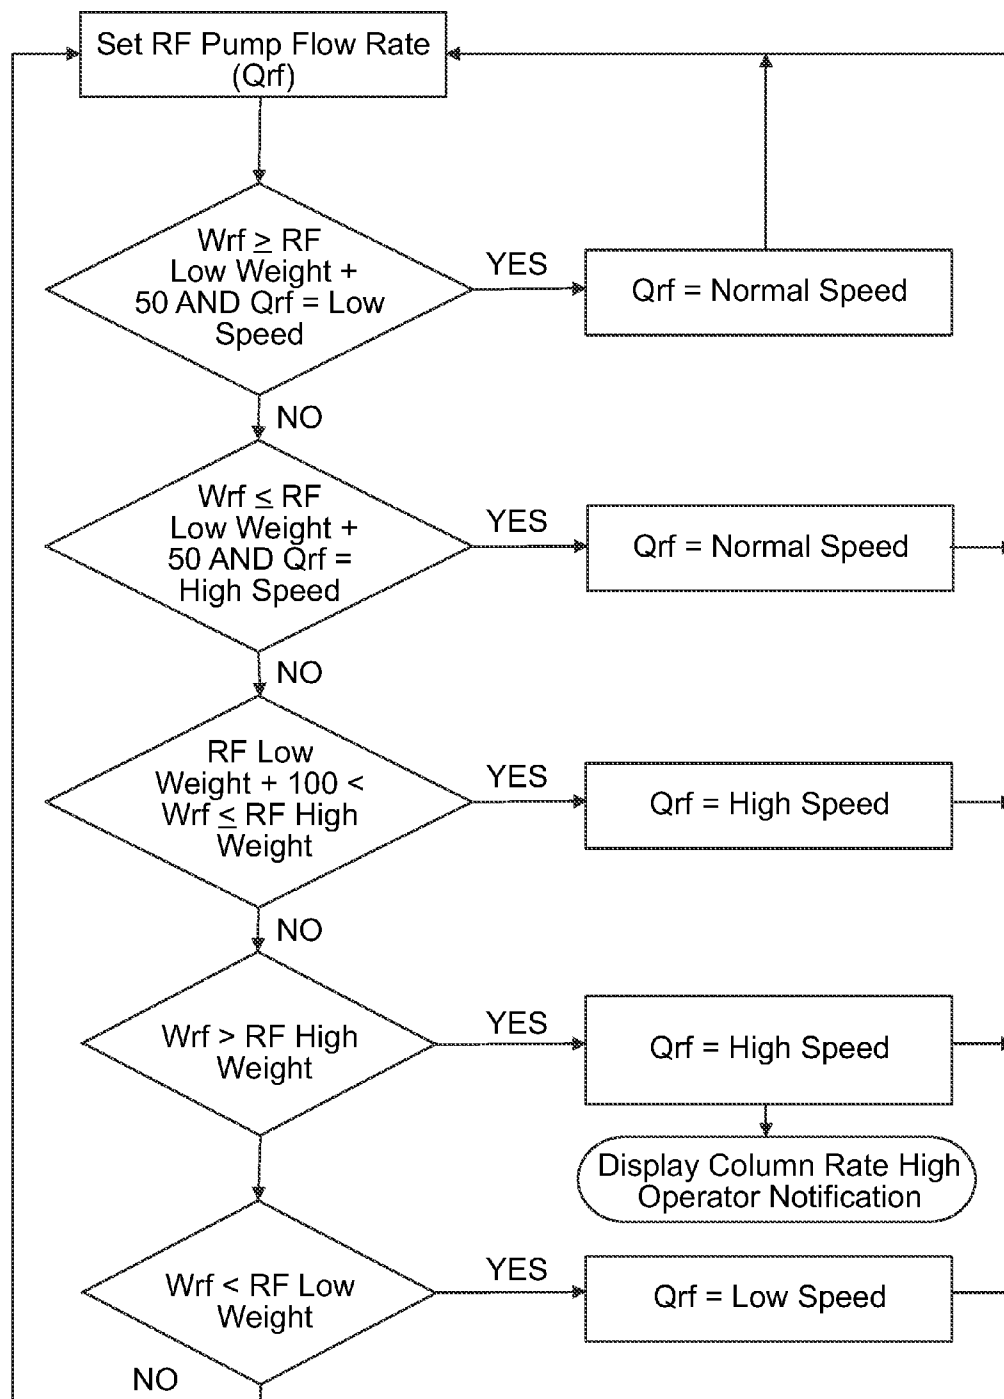 Set RF Pump Flow Rate
(Qrf)
Wrf ≥ RF
Low Weight +
50 AND Qrf = Low
Speed
YES
Qrf = Normal Speed
NO
Wrf ≤ RF
Low Weight +
50 AND Qrf =
High Speed
YES
Qrf = Normal Speed
NO
RF Low
Weight + 100 <
Wrf ≤ RF High
Weight
YES
Qrf = High Speed
NO
Wrf > RF High
Weight
YES
Qrf = High Speed
Display Column Rate High
Operator Notification
Wrf < RF Low
Weight
YES
Qrf = Low Speed
NO